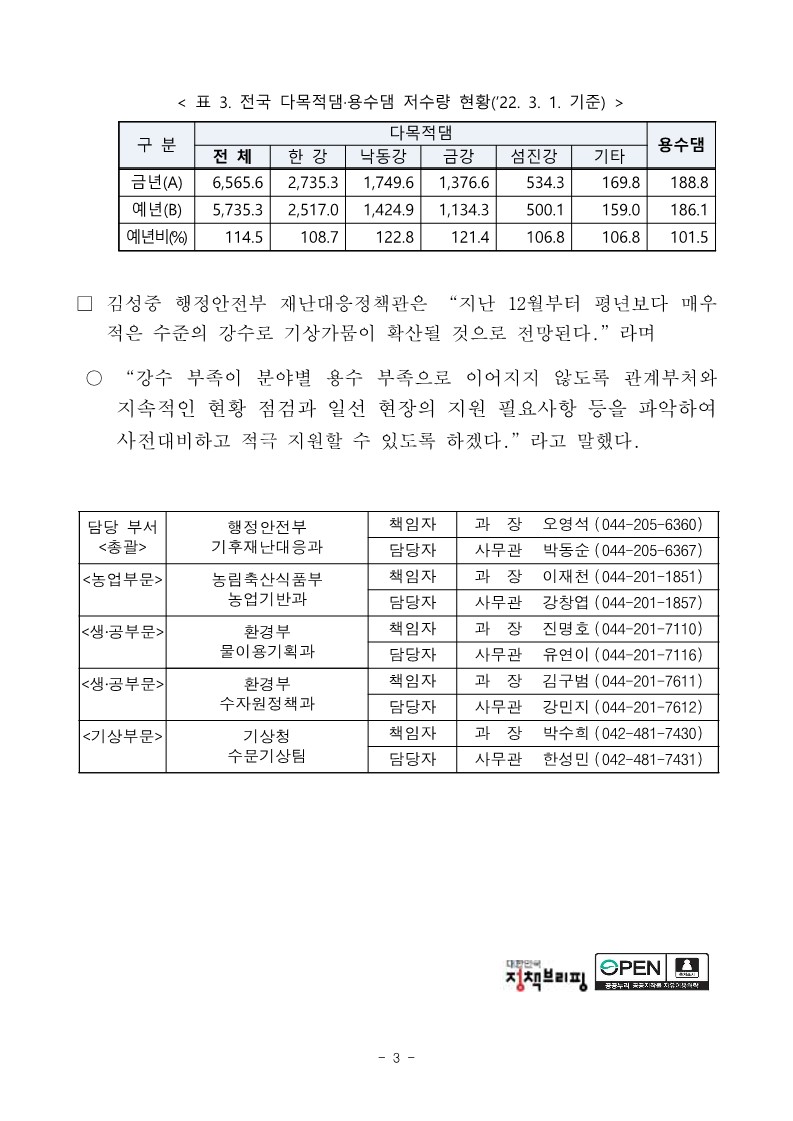 < 표 3. 전국 다목적댐·용수댐 저수량 현황('22. 3. 1. 기준) >
구 분 다목적댐 용수댐
전 체 한 강 낙동강 금강 섬진강 기타
금년(A) 6,565.6 2,735.3 1,749.6 1,376.6 534.3 169.8 188.8
예년(B) 5,735.3 2,517.0 1,424.9 1,134.3 500.1 159.0 186.1
예년비(%) 114.5 108.7 122.8 121.4 106.8 106.8 101.5
□ 김성중 행정안전부 재난대응정책관은 “지난 12월부터 평년보다 매우
적은 수준의 강수로 기상가뭄이 확산될 것으로 전망된다.” 라며
○ “강수 부족이 분야별 용수 부족으로 이어지지 않도록 관계부처와
지속적인 현황 점검과 일선 현장의 지원 필요사항 등을 파악하여
사전대비하고 적극 지원할 수 있도록 하겠다.” 라고 말했다.
담당 부서 행정안전부 책임자 과 장 오영석 (044-205-6360)
<총괄> 기후재난대응과 담당자 사무관 박동순 (044-205-6367)
<농업부문> 농림축산식품부 책임자 과 장 이재천 (044-201-1851)
농업기반과 담당자 사무관 강창엽 (044-201-1857)
<생·공부문> 환경부 책임자 과 장 진명호 (044-201-7110)
물이용기획과 담당자 사무관 유연이 (044-201-7116)
<생·공부문> 환경부 책임자 과 장 김구범 (044-201-7611)
수자원정책과 담당자 사무관 강민지 (044-201-7612)
<기상부문> 기상청 책임자 과 장 박수희 (042-481-7430)
수문기상팀 담당자 사무관 한성민 (042-481-7431)
대한민국
정책브리핑
OPEN
출처표시
공공누리 공공저작물 자유이용허락
- 3 -